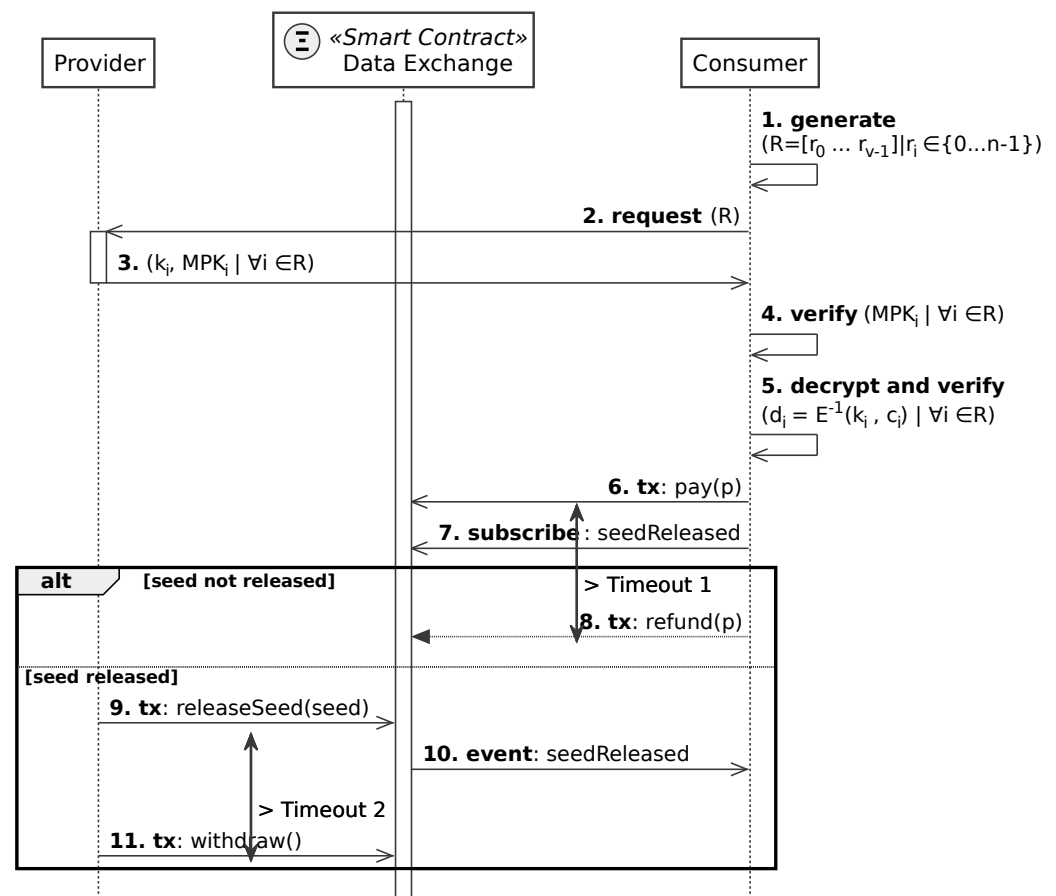 Provider
Ξ «Smart Contract»
Data Exchange
Consumer
1. generate
(R=[r0 ... rv-1]|ri ∈{0...n-1})
2. request (R)
3. (ki, MPKi | ∀i ∈R)
4. verify (MPKi | ∀i ∈R)
5. decrypt and verify
(di = E-1(ki , ci) | ∀i ∈R)
6. tx: pay(p)
7. subscribe: seedReleased
alt [seed not released]
> Timeout 1
8. tx: refund(p)
[seed released]
9. tx: releaseSeed(seed)
10. event: seedReleased
> Timeout 2
11. tx: withdraw()